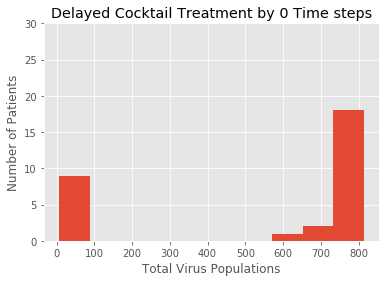 Delayed Cocktail Treatment by 0 Time steps
30
25
20
15
10
5
0
Number of Patients
0 100 200 300 400 500 600 700 800
Total Virus Populations